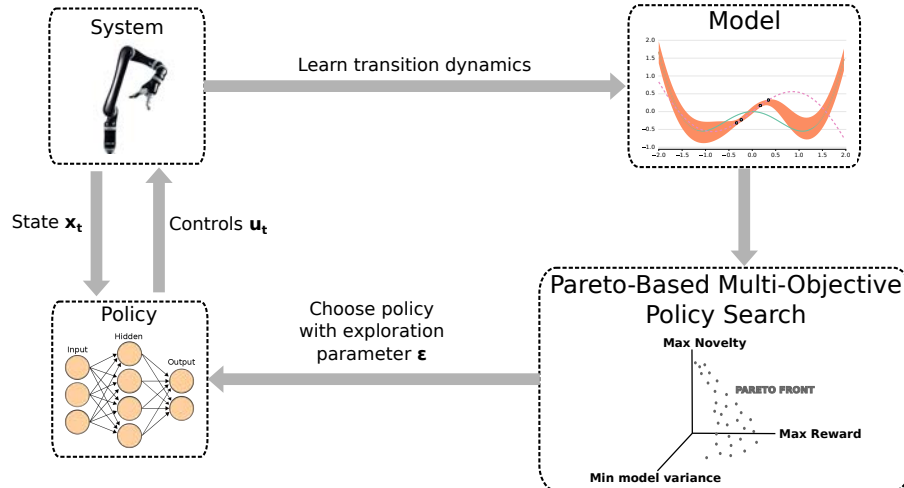 System
Learn transition dynamics
Model
2.0
1.5
1.0
0.5
0.0
−0.5
−1.0
−2.0 −1.5 −1.0 −0.5 0.0 0.5 1.0 1.5 2.0
State xt
Controls ut
Policy
Input
Hidden
Output
Choose policy
with exploration
parameter ε
Pareto-Based Multi-Objective
Policy Search
Max Novelty
PARETO FRONT
Max Reward
Min model variance